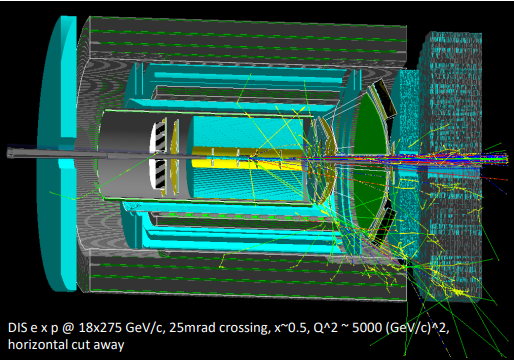 DIS e x p @ 18x275 GeV/c, 25mrad crossing, x~0.5, Q^2 ~ 5000 (GeV/c)^2,
horizontal cut away